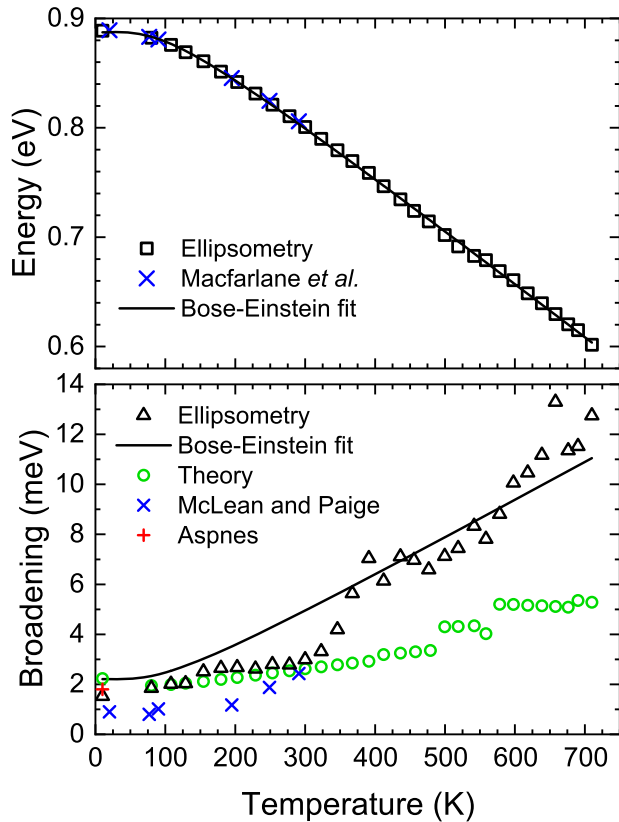 0.9
0.8
0.7
0.6
Energy (eV)
Ellipsometry
Macfarlane et al.
Bose-Einstein fit
14
12
10
8
6
4
2
0
Broadening (meV)
Ellipsometry
Bose-Einstein fit
Theory
McLean and Paige
Aspnes
0 100 200 300 400 500 600 700
Temperature (K)